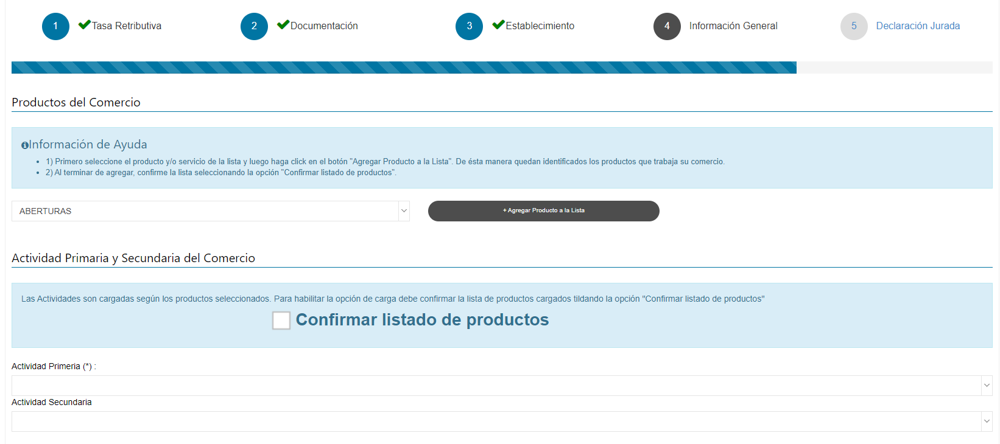 1 Tasa Retributiva 2 Documentación 3 Establecimiento 4 Información General 5 Declaración Jurada
Productos del Comercio
Información de Ayuda
• 1) Primero seleccione el producto y/o servicio de la lista y luego haga click en el botón "Agregar Producto a la Lista". De ésta manera quedan identificados los productos que trabaja su comercio.
• 2) Al terminar de agregar, confirme la lista seleccionando la opción "Confirmar listado de productos".
ABERTURAS + Agregar Producto a la Lista
Actividad Primaria y Secundaria del Comercio
Las Actividades son cargadas según los productos seleccionados. Para habilitar la opción de carga debe confirmar la lista de productos cargados tildando la opción "Confirmar listado de productos"
Confirmar listado de productos
Actividad Primeria (*) :
Actividad Secundaria